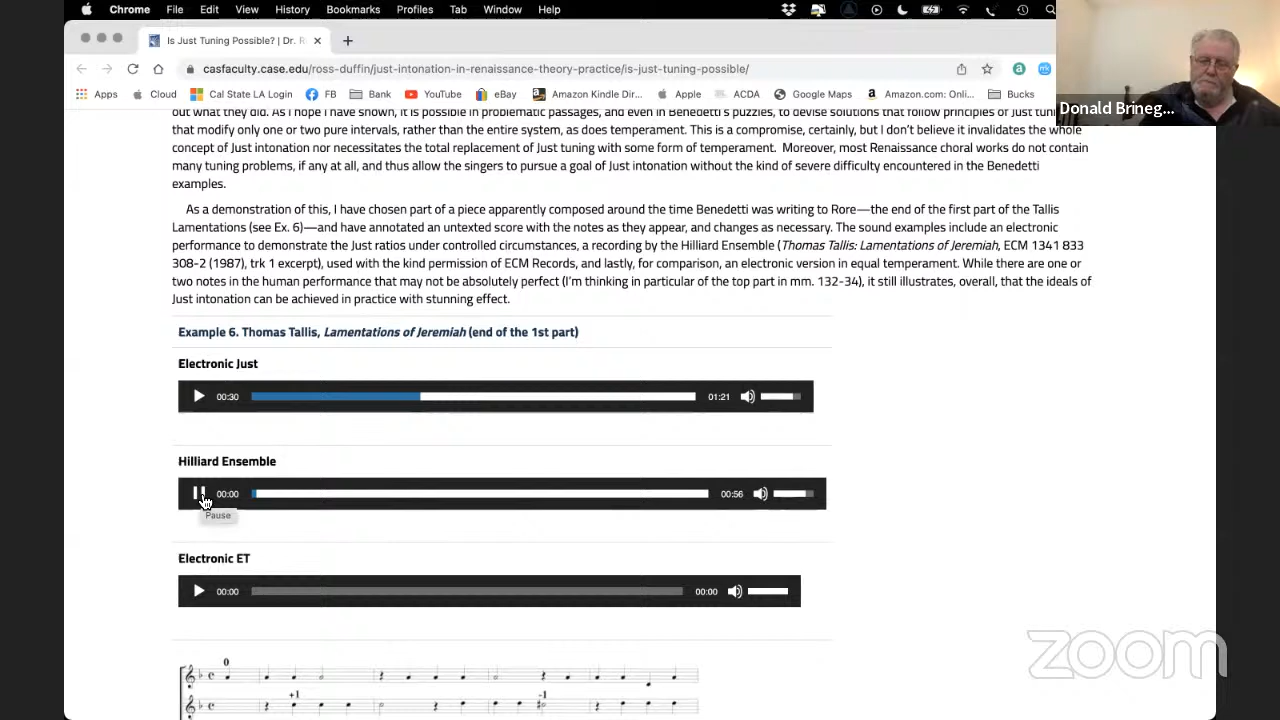 Chrome File Edit View History Bookmarks Profiles Tab Window Help
Is Just Tuning Possible? | Dr. R
casfaculty.case.edu/ross-duffin/just-intonation-in-renaissance-theory-practice/is-just-tuning-possible/
Apps Cloud Cal State LA Login FB Bank YouTube eBay Amazon Kindle Dir... Apple ACDA Google Maps Amazon.com: Onli... Bucks
Donald Brineg...
out what they did. As I hope I have shown, it is possible in problematic passages, and even in Benedetti's puzzles, to devise solutions that follow principles of Just
that modify only one or two pure intervals, rather than the entire system, as does temperament. This is a compromise, certainly, but I don't believe it invalidates the whole
concept of Just intonation nor necessitates the total replacement of Just tuning with some form of temperament. Moreover, most Renaissance choral works do not contain
many tuning problems, if any at all, and thus allow the singers to pursue a goal of Just intonation without the kind of severe difficulty encountered in the Benedetti
examples.
As a demonstration of this, I have chosen part of a piece apparently composed around the time Benedetti was writing to Rore—the end of the first part of the Tallis
Lamentations (see Ex. 6)—and have annotated an untexted score with the notes as they appear, and changes as necessary. The sound examples include an electronic
performance to demonstrate the Just ratios under controlled circumstances, a recording by the Hilliard Ensemble (Thomas Tallis: Lamentations of Jeremiah, ECM 1341 833
308-2 (1987), trk 1 excerpt), used with the kind permission of ECM Records, and lastly, for comparison, an electronic version in equal temperament. While there are one or
two notes in the human performance that may not be absolutely perfect (I'm thinking in particular of the top part in mm. 132-34), it still illustrates, overall, that the ideals of
Just intonation can be achieved in practice with stunning effect.
Example 6. Thomas Tallis, Lamentations of Jeremiah (end of the 1st part)
Electronic Just
00:30 01:21
Hilliard Ensemble
00:00 00:56
Pause
Electronic ET
00:00 00:00
zoom
0
+1 -1